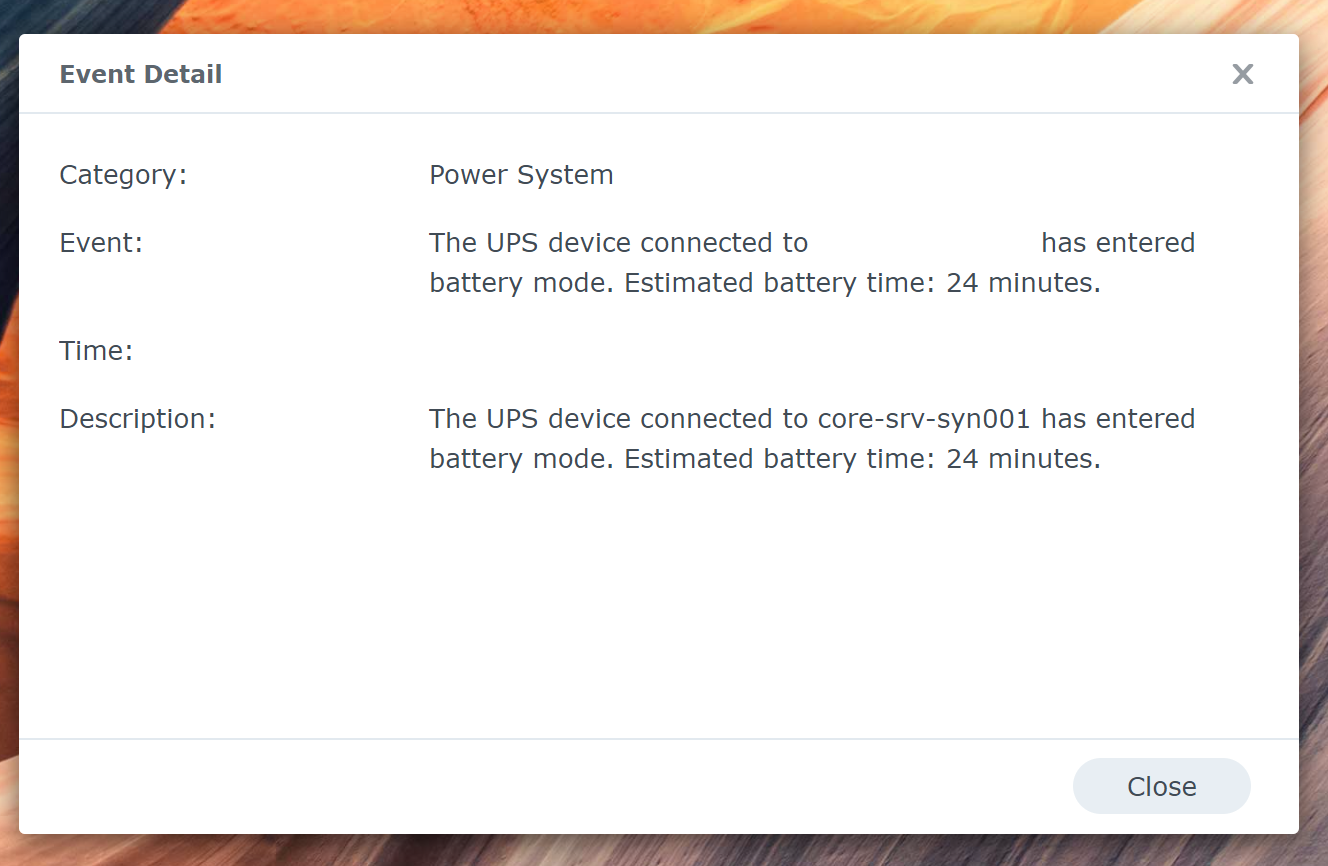 Event Detail
Category: Power System
Event: The UPS device connected to has entered
battery mode. Estimated battery time: 24 minutes.
Time:
Description: The UPS device connected to core-srv-syn001 has entered
battery mode. Estimated battery time: 24 minutes.
Close